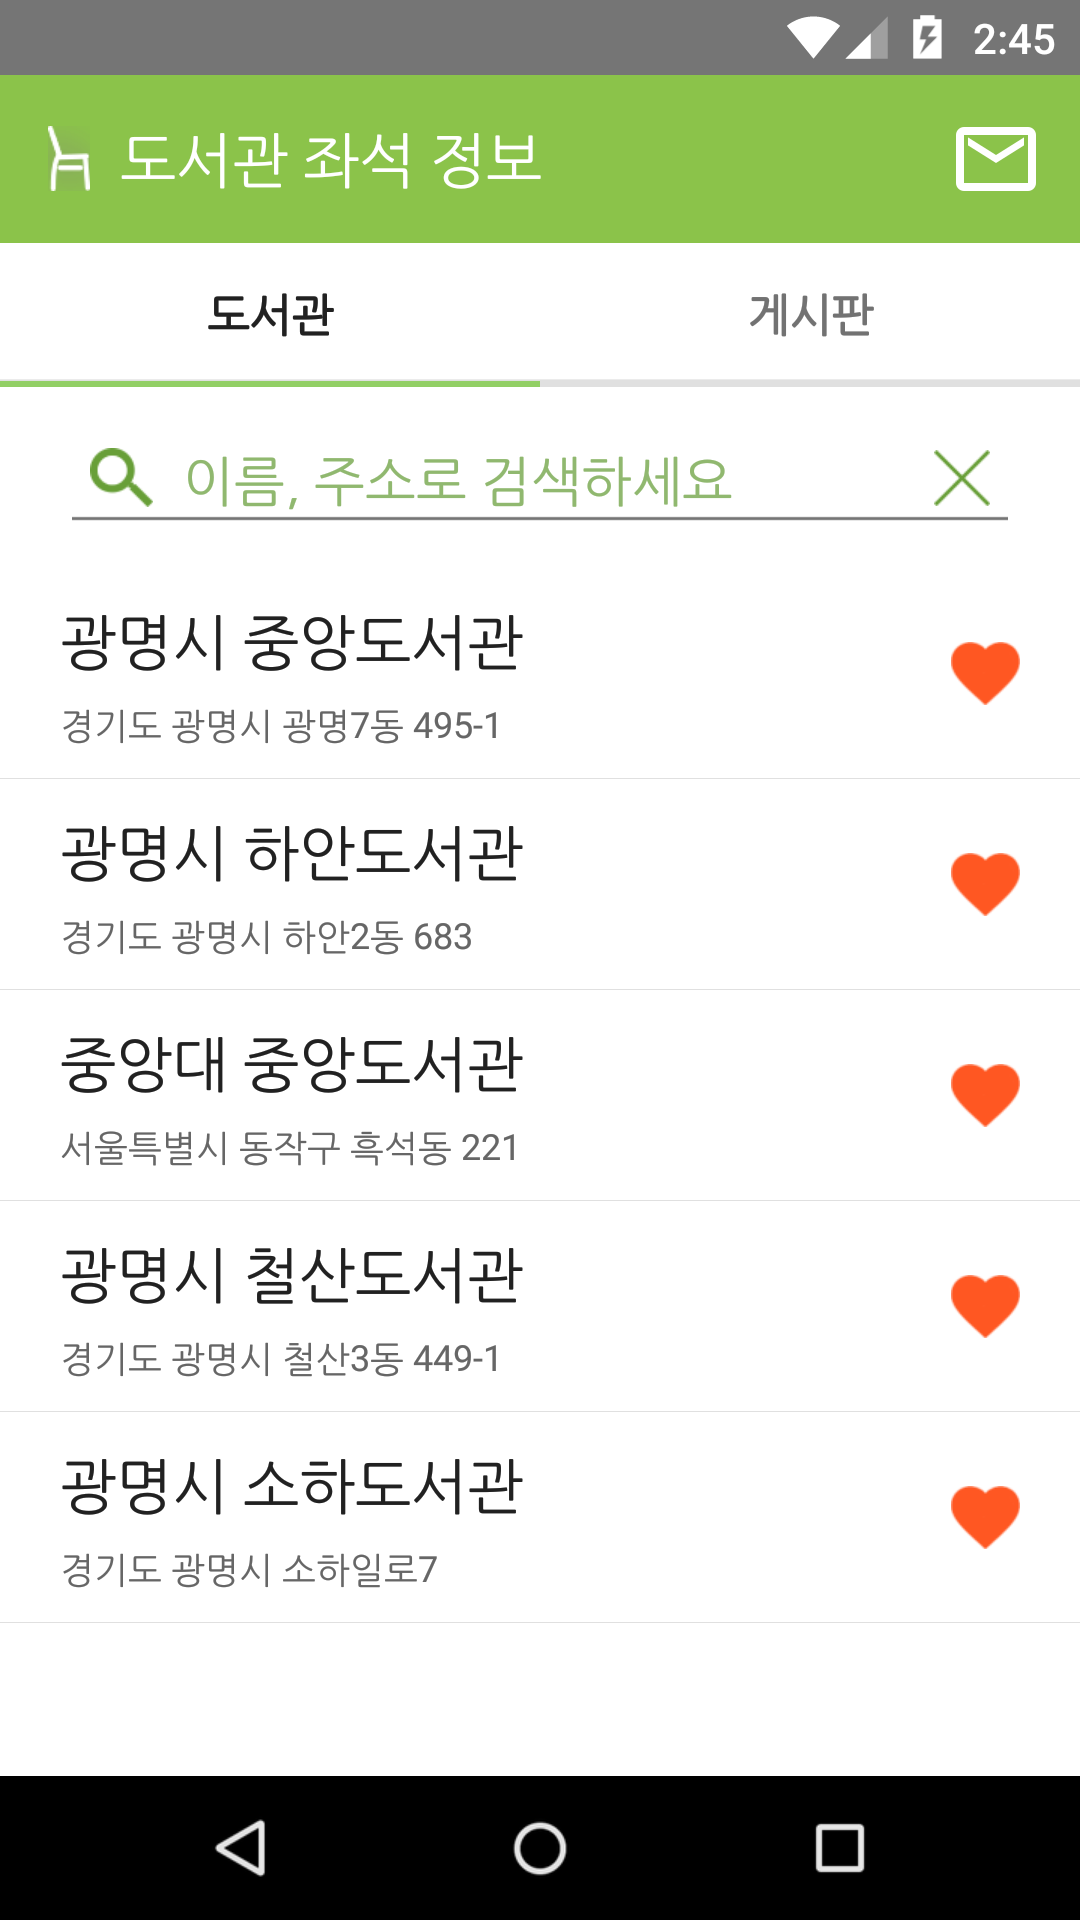 2:45
도서관 좌석 정보
도서관 게시판
이름, 주소로 검색하세요
광명시 중앙도서관
경기도 광명시 광명7동 495-1
광명시 하안도서관
경기도 광명시 하안2동 683
중앙대 중앙도서관
서울특별시 동작구 흑석동 221
광명시 철산도서관
경기도 광명시 철산3동 449-1
광명시 소하도서관
경기도 광명시 소하일로7